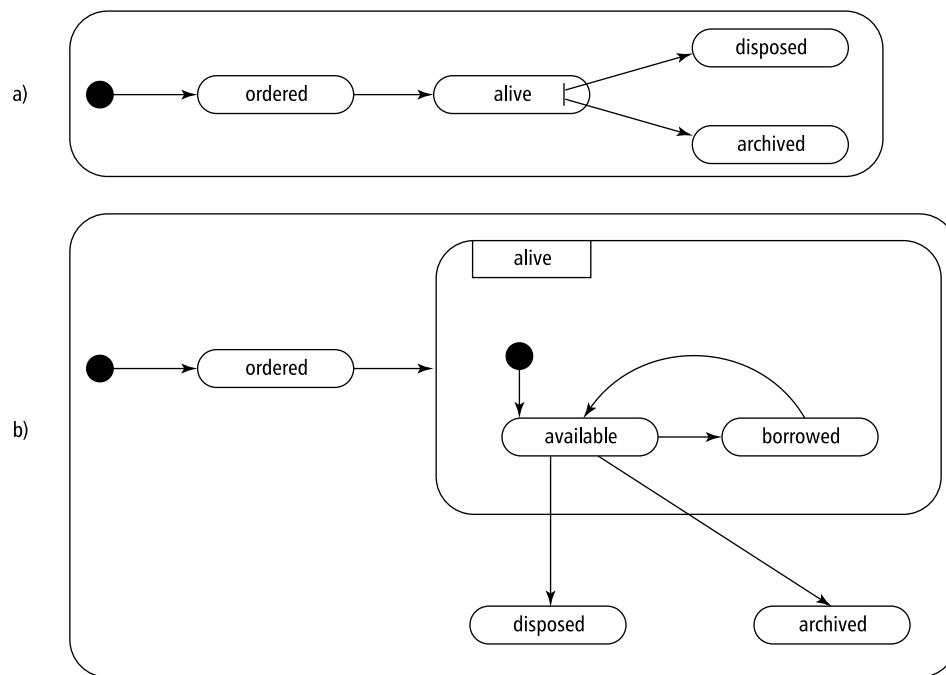 a)
ordered
alive
disposed
archived
b)
alive
ordered
available
borrowed
disposed
archived